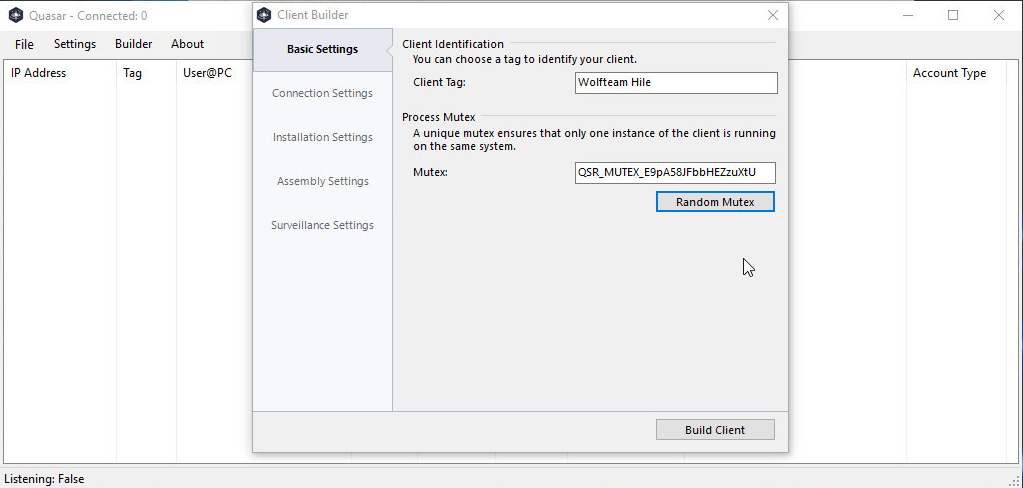 Quasar - Connected: 0
Client Builder
File Settings Builder About
IP Address Tag User@PC Account Type
Basic Settings
Connection Settings
Installation Settings
Assembly Settings
Surveillance Settings
Client Identification
You can choose a tag to identify your client.
Client Tag: Wolfteam Hile
Process Mutex
A unique mutex ensures that only one instance of the client is running
on the same system.
Mutex: QSR_MUTEX_E9pA58JFbbHEZzuXtU
Random Mutex
Build Client
Listening: False